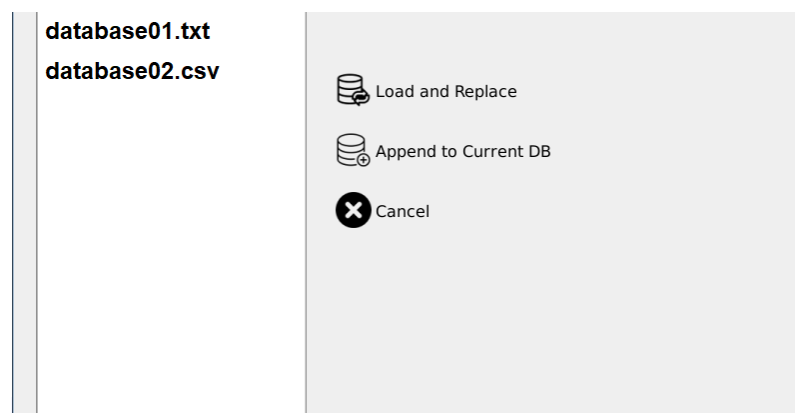 database01.txt
database02.csv
Load and Replace
Append to Current DB
Cancel